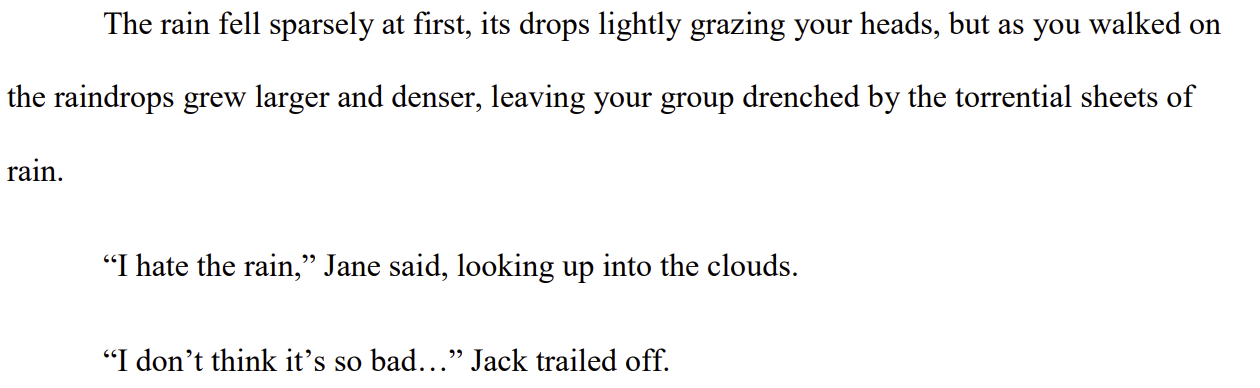 The rain fell sparsely at first, its drops lightly grazing your heads, but as you walked on
the raindrops grew larger and denser, leaving your group drenched by the torrential sheets of
rain.
“I hate the rain,” Jane said, looking up into the clouds.
“I don’t think it’s so bad…” Jack trailed off.